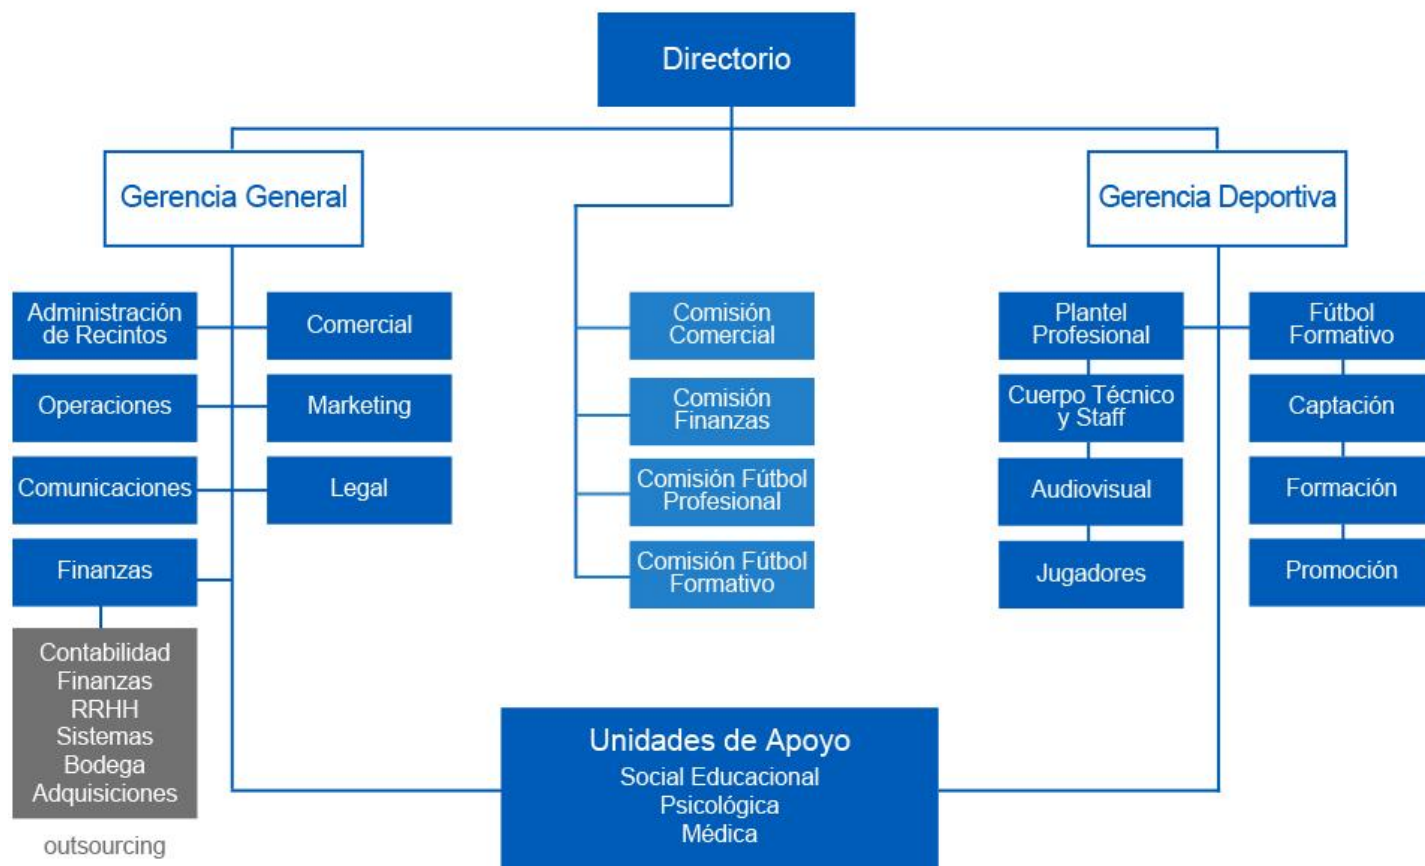 Directorio
Gerencia General
Gerencia Deportiva
Administración
de Recintos
Comercial
Operaciones
Marketing
Comunicaciones
Legal
Finanzas
Contabilidad
Finanzas
RRHH
Sistemas
Bodega
Adquisiciones
outsourcing
Comisión
Comercial
Comisión
Finanzas
Comisión Fútbol
Profesional
Comisión Fútbol
Formativo
Plantel
Profesional
Cuerpo Técnico
y Staff
Audiovisual
Jugadores
Fútbol
Formativo
Captación
Formación
Promoción
Unidades de Apoyo
Social Educacional
Psicológica
Médica